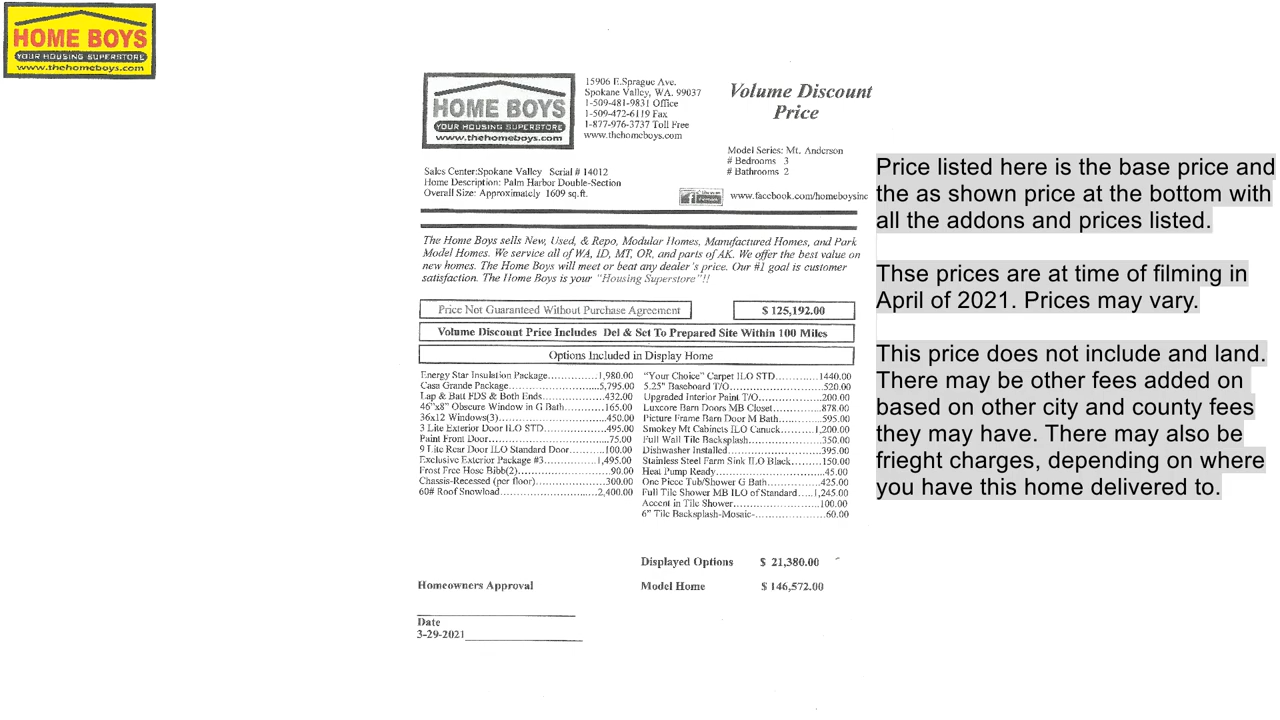 HOME BOYS
YOUR HOUSING SUPERSTORE
www.thehomeboys.com
HOME BOYS
YOUR HOUSING SUPERSTORE
www.thehomeboys.com
15906 E.Sprague Ave.
Spokane Valley, WA. 99037
1-509-481-9831 Office
1-509-472-6119 Fax
1-877-976-3737 Toll Free
www.thehomeboys.com
Volume Discount
Price
Model Series: Mt. Anderson
# Bedrooms 3
# Bathrooms 2
Sales Center:Spokane Valley Serial # 14012
Home Description: Palm Harbor Double-Section
Overall Size: Approximately 1609 sq.ft.
www.facebook.com/homeboysinc
The Home Boys sells New, Used, & Repo, Modular Homes, Manufactured Homes, and Park
Model Homes. We service all of WA, ID, MT, OR, and parts of AK. We offer the best value on
new homes. The Home Boys will meet or beat any dealer's price. Our #1 goal is customer
satisfaction. The Home Boys is your "Housing Superstore"!!
Price Not Guaranteed Without Purchase Agreement
$ 125,192.00
Volume Discount Price Includes Del & Set To Prepared Site Within 100 Miles
Options Included in Display Home
Energy Star Insulation Package...............1,980.00
Casa Grande Package.......................5,795.00
Lap & Batt FDS & Both Ends................432.00
46"x8" Obscure Window in G Bath...........165.00
36x12 Windows(3)............................450.00
3 Lite Exterior Door ILO STD................495.00
Paint Front Door...............................75.00
9 Lite Rear Door ILO Standard Door.........100.00
Exclusive Exterior Package #3..............1,495.00
Frost Free Hose Bibb(2)........................90.00
Chassis-Recessed (per floor)..................300.00
60# Roof Snowload..........................2,400.00
"Your Choice" Carpet ILO STD............1440.00
5.25" Baseboard T/O.........................520.00
Upgraded Interior Paint T/O................200.00
Luxcore Barn Doors MB Closet............878.00
Picture Frame Barn Door M Bath...........595.00
Smokey Mt Cabinets ILO Canuck........1,200.00
Full Wall Tile Backsplash...................350.00
Dishwasher Installed.........................395.00
Stainless Steel Farm Sink ILO Black........150.00
Heat Pump Ready.............................45.00
One Piece Tub/Shower G Bath..............425.00
Full Tile Shower MB ILO of Standard.....1,245.00
Accent in Tile Shower.......................100.00
6" Tile Backsplash-Mosaic-...................60.00
Displayed Options $ 21,380.00
Homeowners Approval
Model Home $ 146,572.00
Date
3-29-2021
Price listed here is the base price and
the as shown price at the bottom with
all the addons and prices listed.
Thse prices are at time of filming in
April of 2021. Prices may vary.
This price does not include and land.
There may be other fees added on
based on other city and county fees
they may have. There may also be
frieght charges, depending on where
you have this home delivered to.